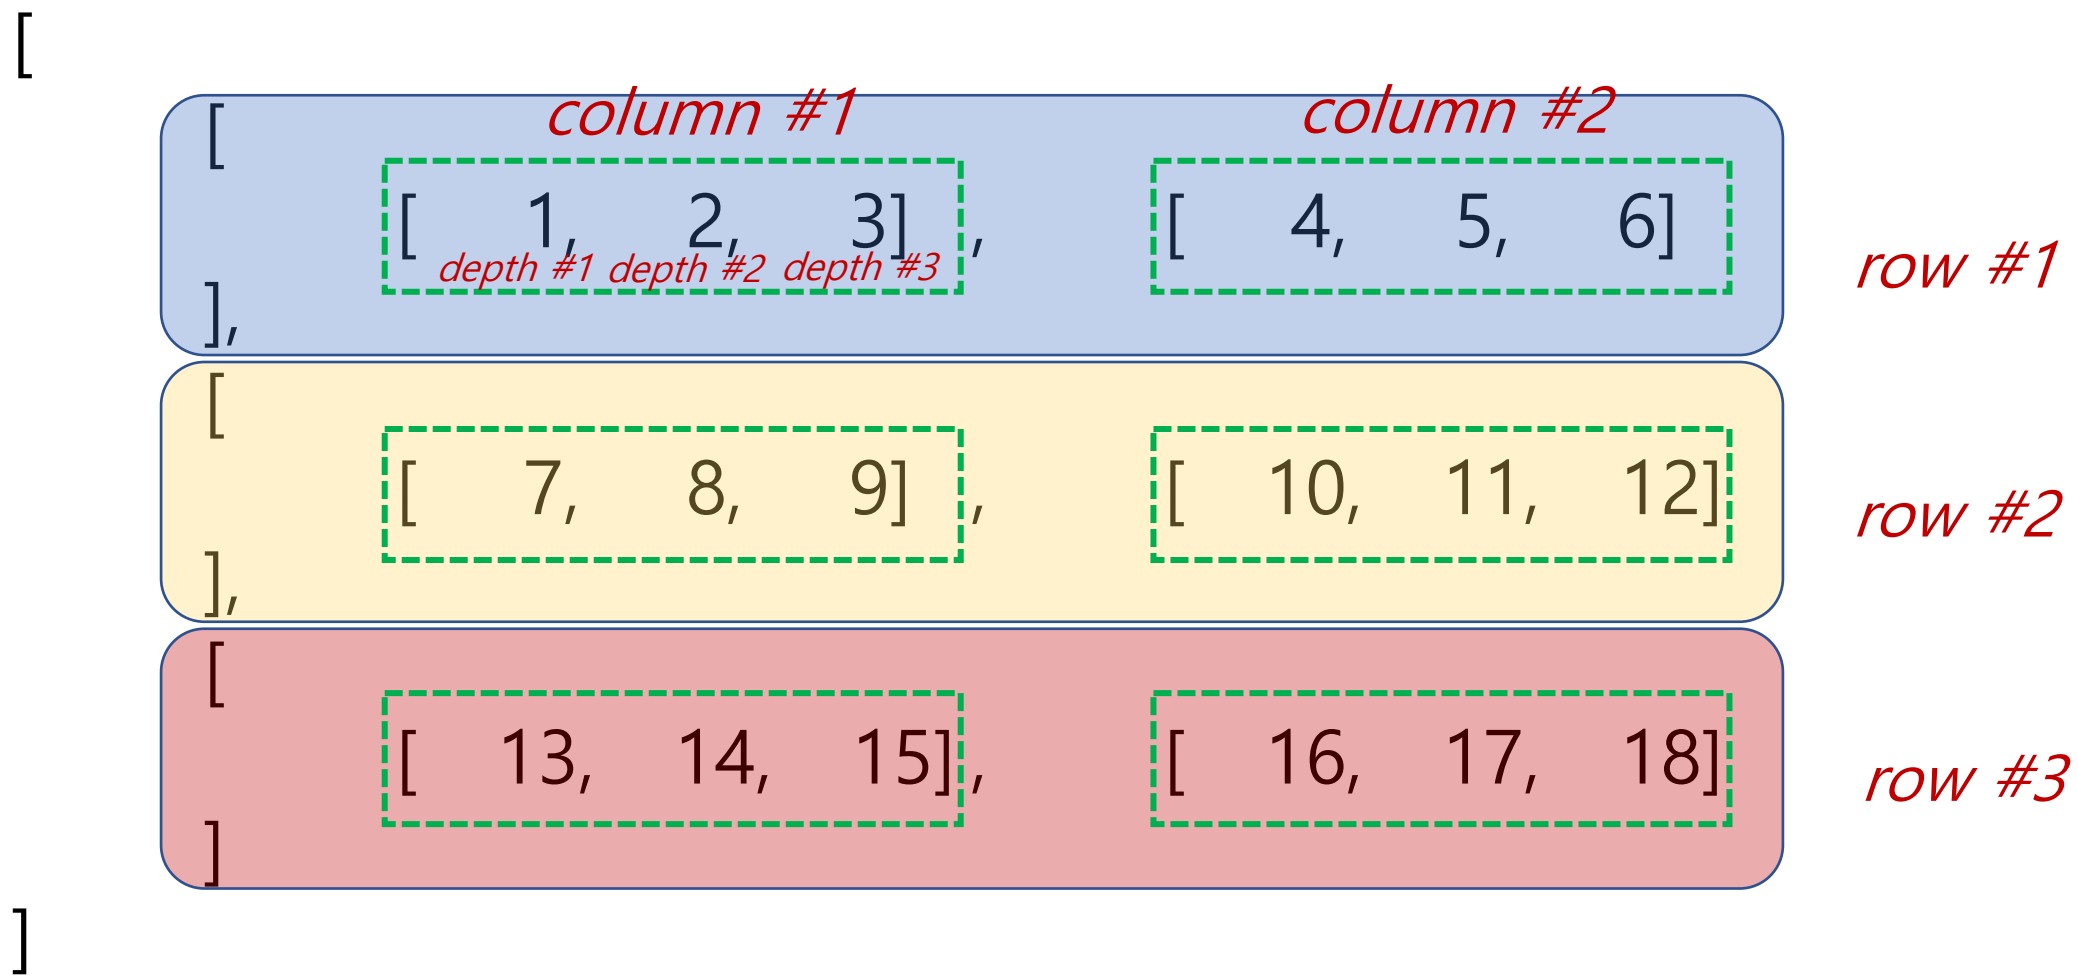 [
[ column #1 column #2
[ 1, 2, 3] , [ 4, 5, 6]
depth #1 depth #2 depth #3
row #1
],
[
[ 7, 8, 9] , [ 10, 11, 12]
row #2
],
[
[ 13, 14, 15] , [ 16, 17, 18]
row #3
]
]